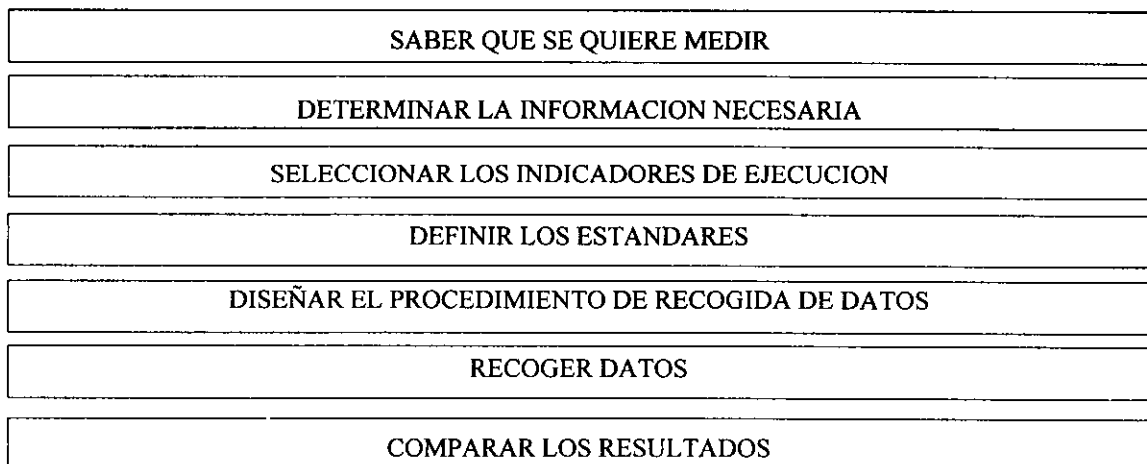 SABER QUE SE QUIERE MEDIR
DETERMINAR LA INFORMACION NECESARIA
SELECCIONAR LOS INDICADORES DE EJECUCION
DEFINIR LOS ESTANDARES
DISEÑAR EL PROCEDIMIENTO DE RECOGIDA DE DATOS
RECOGER DATOS
COMPARAR LOS RESULTADOS